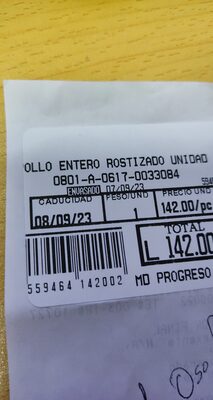 OLLO ENTERO ROSTIZADO UNIDAD
0801-A-0617-0033084
ENVASADO 07/09/23
CADUCIDAD PESO/UND PRECIO UND
08/09/23 1 142.00/pc
TOTAL
L 142.00
559464 142002
MD PROGRESO